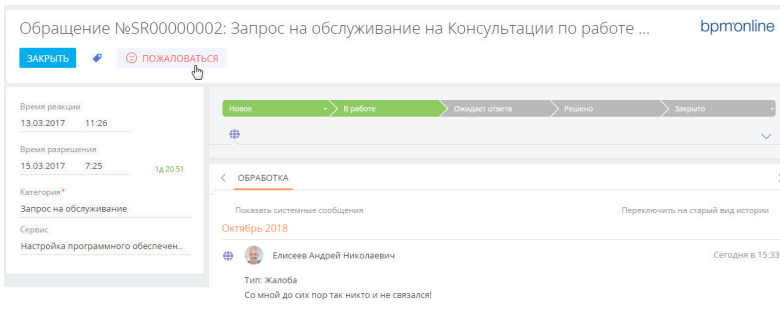 Обращение №SR00000002: Запрос на обслуживание на Консультации по работе ...
bpmonline
ЗАКРЫТЬ
ПОЖАЛОВАТЬСЯ
Время реакции
13.03.2017 11:26
Время разрешения
15.03.2017 7:25 1д 20:51
Категория*
Запрос на обслуживание
Сервис
Настройка программного обеспечен..
Новое В работе Ожидает ответа Решено Закрыто
ОБРАБОТКА
Показать системные сообщения Переключить на старый вид истории
Октябрь 2018
Елисеев Андрей Николаевич Сегодня в 15:33
Тип: Жалоба
Со мной до сих пор так никто и не связался!